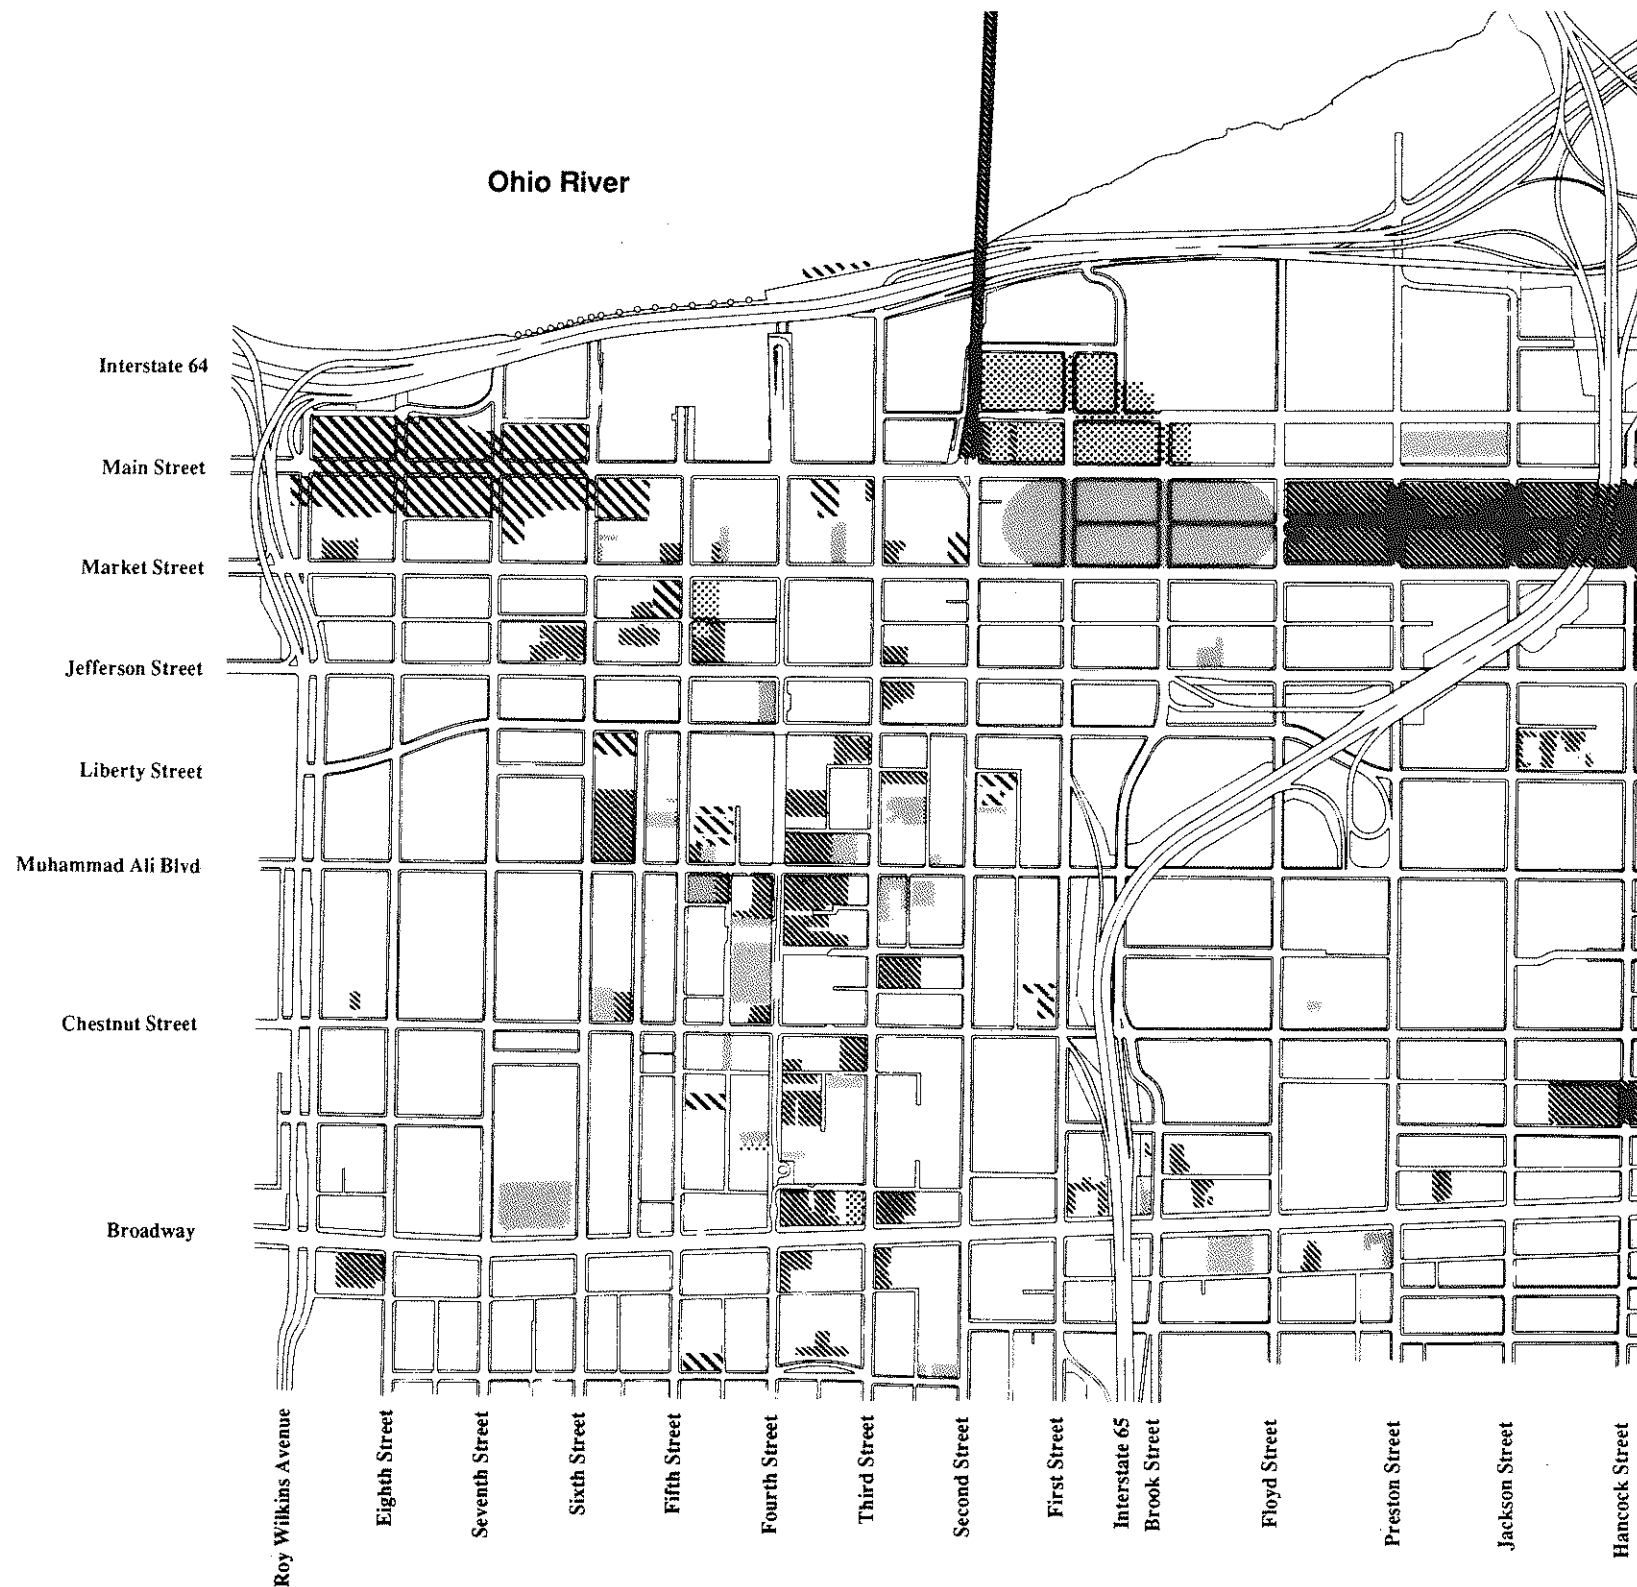 Ohio River
Interstate 64
Main Street
Market Street
Jefferson Street
Liberty Street
Muhammad Ali Blvd
Chestnut Street
Broadway
Roy Wilkins Avenue
Eighth Street
Seventh Street
Sixth Street
Fifth Street
Fourth Street
Third Street
Second Street
First Street
Interstate 65
Brook Street
Floyd Street
Preston Street
Jackson Street
Hancock Street